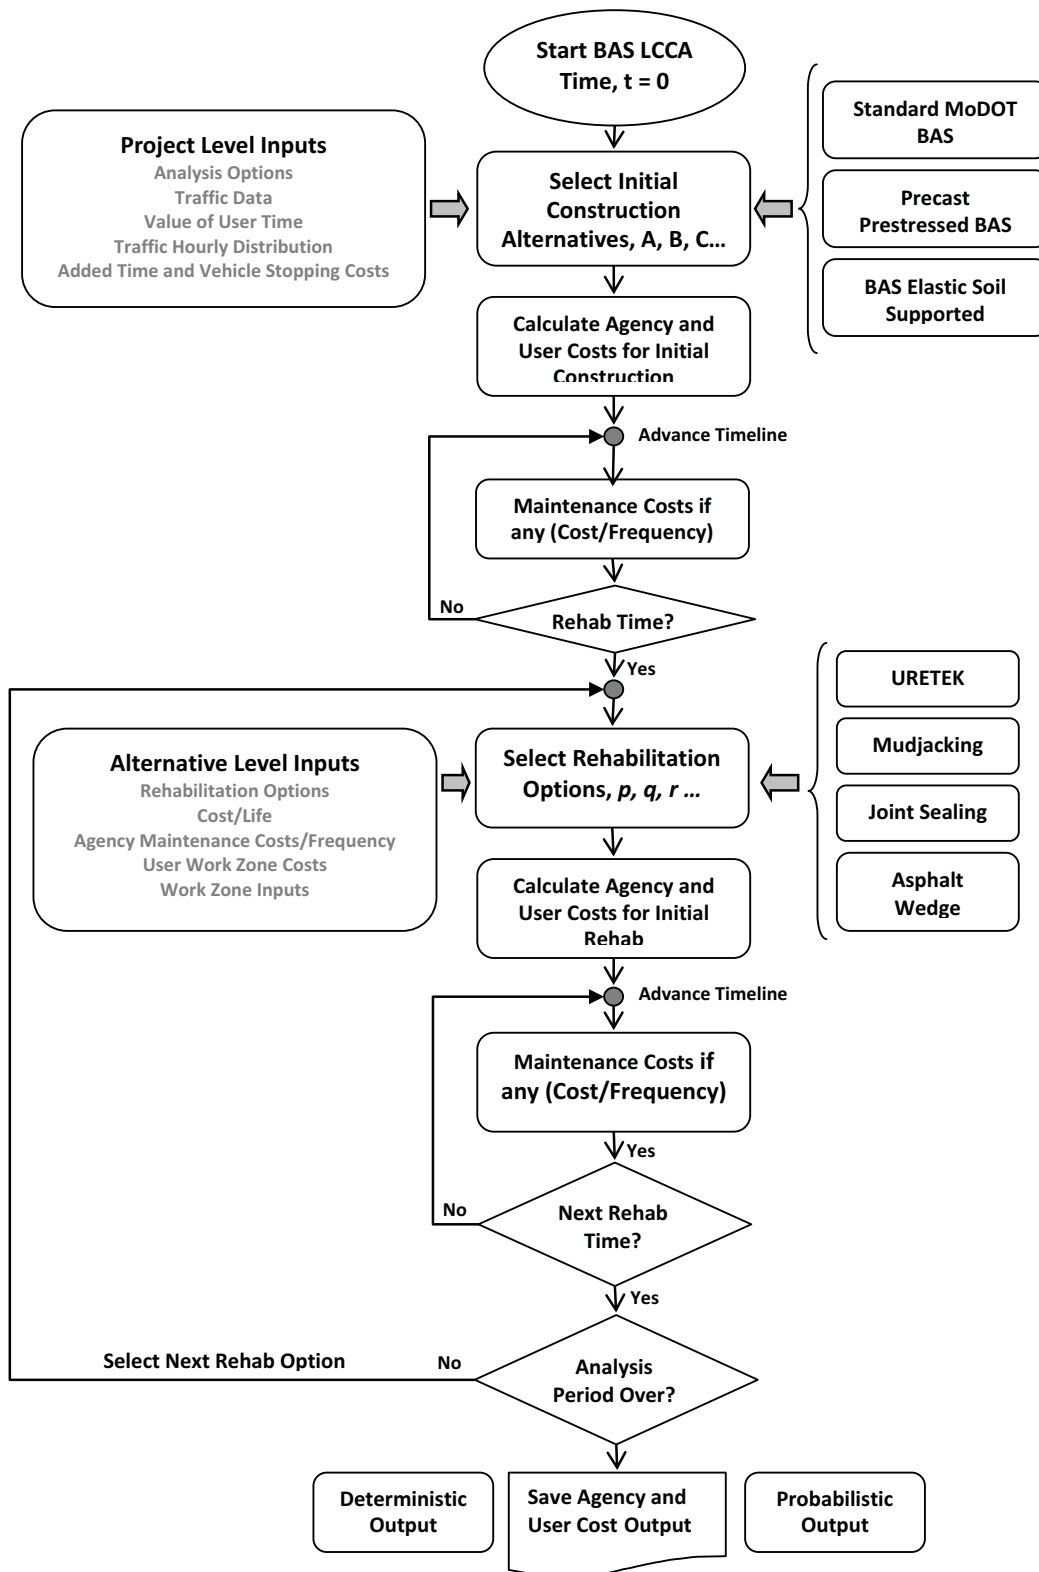 Start BAS LCCA
Time, t = 0
Project Level Inputs
Analysis Options
Traffic Data
Value of User Time
Traffic Hourly Distribution
Added Time and Vehicle Stopping Costs
Select Initial
Construction
Alternatives, A, B, C...
Standard MoDOT
BAS
Precast
Prestressed BAS
BAS Elastic Soil
Supported
Calculate Agency and
User Costs for Initial
Construction
Advance Timeline
Maintenance Costs if
any (Cost/Frequency)
No
Rehab Time?
Yes
Alternative Level Inputs
Rehabilitation Options
Cost/Life
Agency Maintenance Costs/Frequency
User Work Zone Costs
Work Zone Inputs
Select Rehabilitation
Options, p, q, r ...
URETEK
Mudjacking
Joint Sealing
Asphalt
Wedge
Calculate Agency and
User Costs for Initial
Rehab
Advance Timeline
Maintenance Costs if
any (Cost/Frequency)
Yes
No
Next Rehab
Time?
Yes
Select Next Rehab Option
No
Analysis
Period Over?
Deterministic
Output
Save Agency and
User Cost Output
Probabilistic
Output